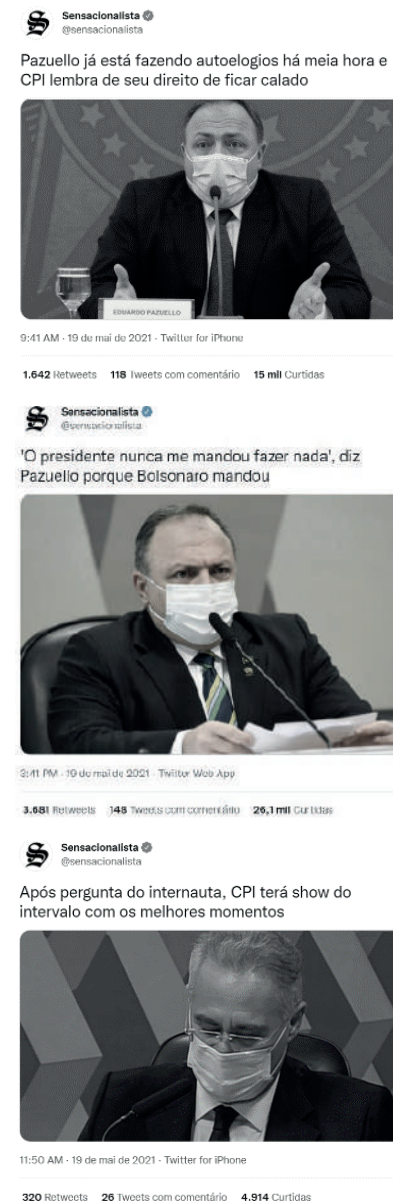 Sensacionalista
@sensacionalista
Pazuello já está fazendo autoelogios há meia hora e
CPI lembra de seu direito de ficar calado
EDUARDO PAZUELLO
9:41 AM · 19 de mai de 2021 · Twitter for iPhone
1.642 Retweets 118 Tweets com comentário 15 mil Curtidas
Sensacionalista
@sensacionalista
'O presidente nunca me mandou fazer nada', diz
Pazuello porque Bolsonaro mandou
3:41 PM · 19 de mai de 2021 · Twitter Web App
3.681 Retweets 148 Tweets com comentário 26,1 mil Curtidas
Sensacionalista
@sensacionalista
Após pergunta do internauta, CPI terá show do
intervalo com os melhores momentos
11:50 AM · 19 de mai de 2021 · Twitter for iPhone
320 Retweets 26 Tweets com comentário 4.914 Curtidas